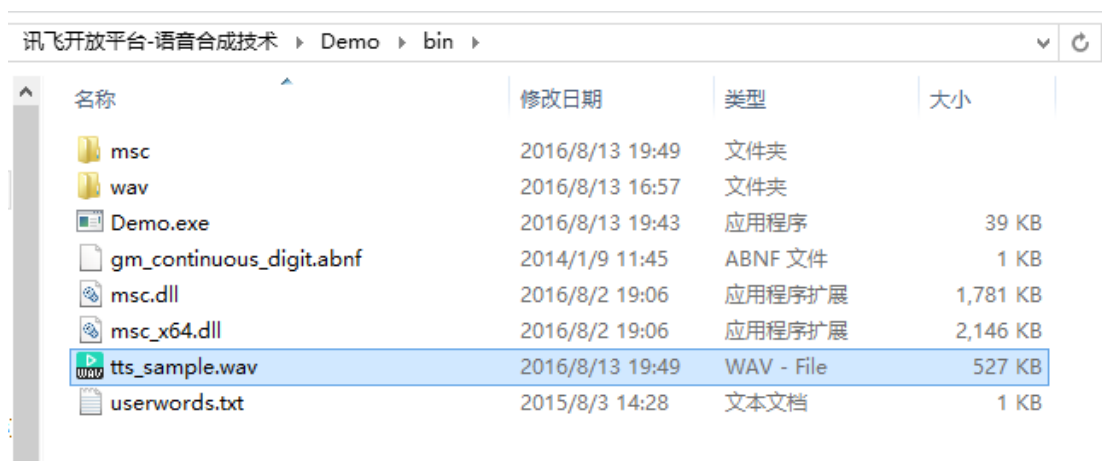 讯飞开放平台-语音合成技术 Demo bin
名称 修改日期 类型 大小
msc 2016/8/13 19:49 文件夹
wav 2016/8/13 16:57 文件夹
Demo.exe 2016/8/13 19:43 应用程序 39 KB
gm_continuous_digit.abnf 2014/1/9 11:45 ABNF 文件 1 KB
msc.dll 2016/8/2 19:06 应用程序扩展 1,781 KB
msc_x64.dll 2016/8/2 19:06 应用程序扩展 2,146 KB
WAV tts_sample.wav 2016/8/13 19:49 WAV - File 527 KB
userwords.txt 2015/8/3 14:28 文本文档 1 KB